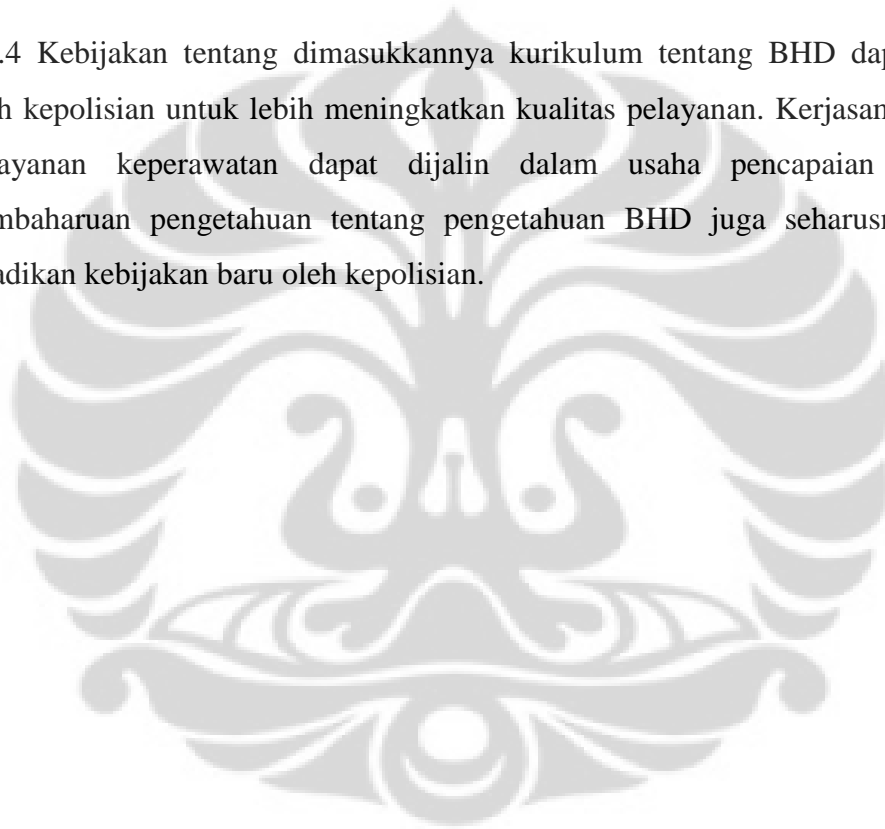 .4 Kebijakan tentang dimasukkannya kurikulum tentang BHD dap
h kepolisian untuk lebih meningkatkan kualitas pelayanan. Kerjasan
ayanan keperawatan dapat dijalin dalam usaha pencapaian
mbaharuan pengetahuan tentang pengetahuan BHD juga seharusn
adikan kebijakan baru oleh kepolisian.